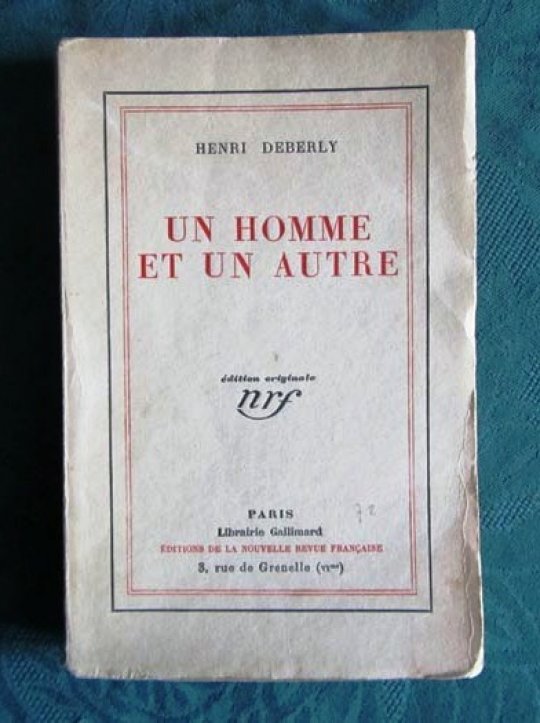 HENRI DEBERLY
UN HOMME
ET UN AUTRE
édition originale
nrf
PARIS
72
Librairie Gallimard
ÉDITIONS DE LA NOUVELLE REVUE FRANÇAISE
3, rue de Grenelle (VIme)